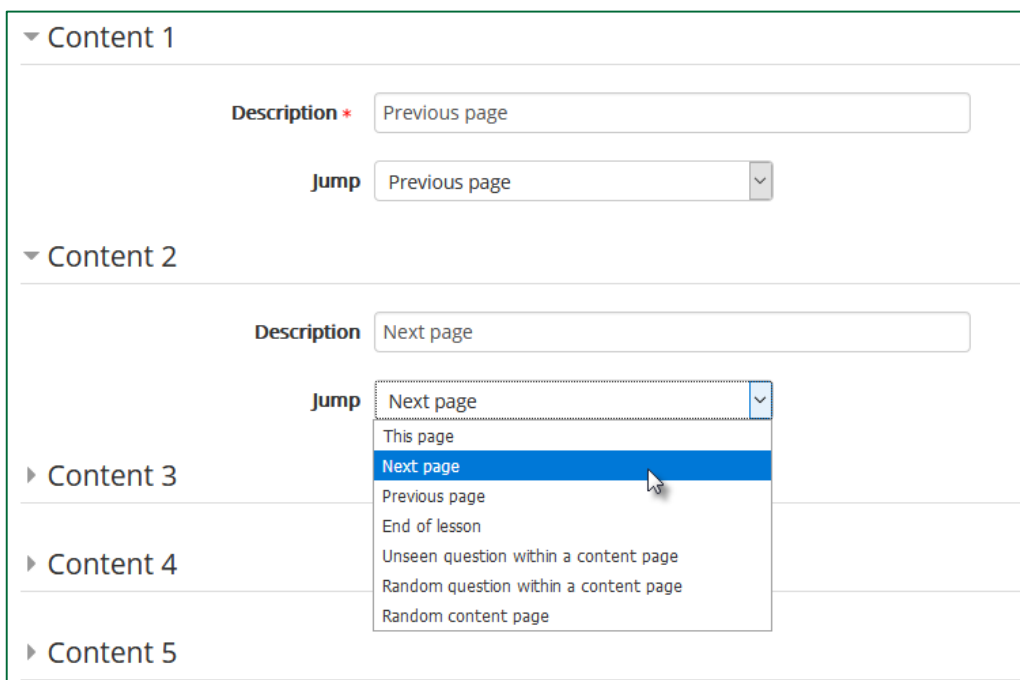 Content 1
Description * Previous page
Jump Previous page
Content 2
Description Next page
Jump Next page
This page
Next page
Previous page
End of lesson
Unseen question within a content page
Random question within a content page
Random content page
Content 3
Content 4
Content 5